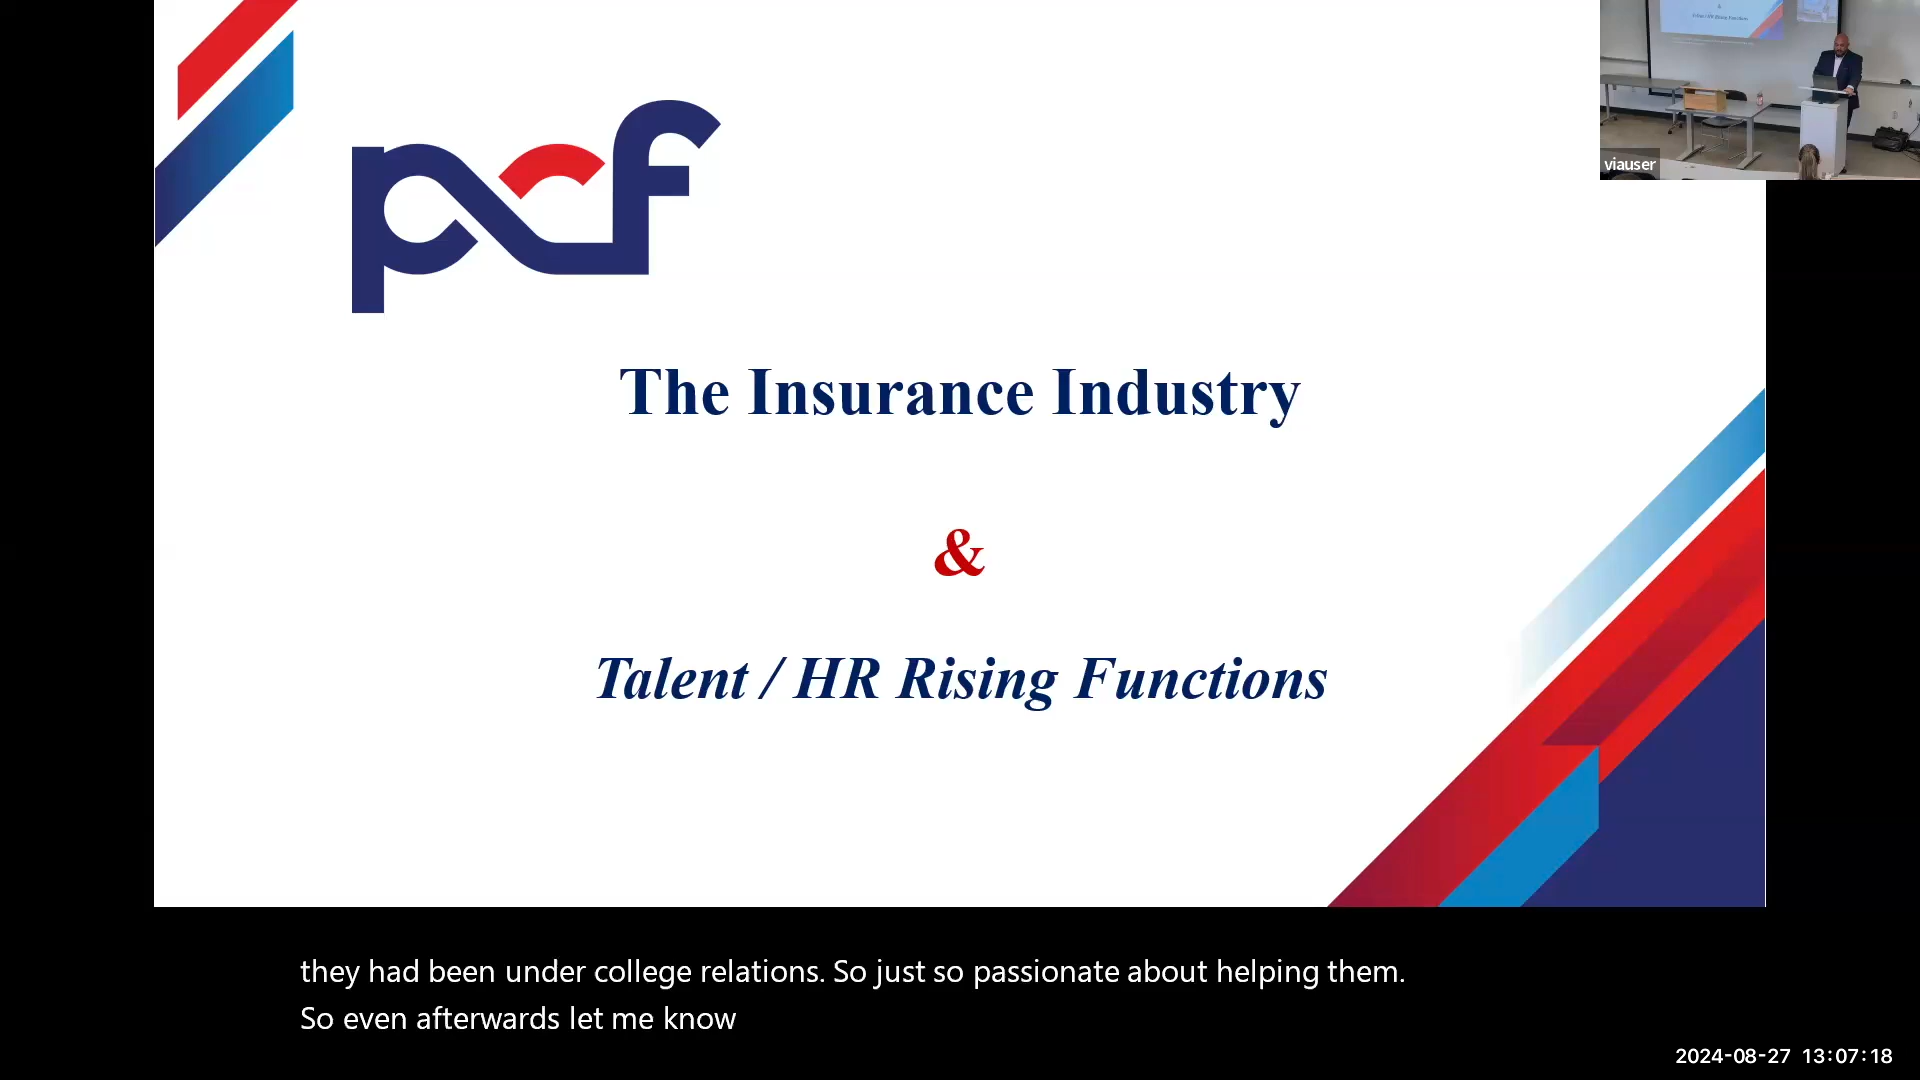 pcf
The Insurance Industry
&
Talent / HR Rising Functions
viauser
they had been under college relations. So just so passionate about helping them.
So even afterwards let me know
2024-08-27 13:07:18